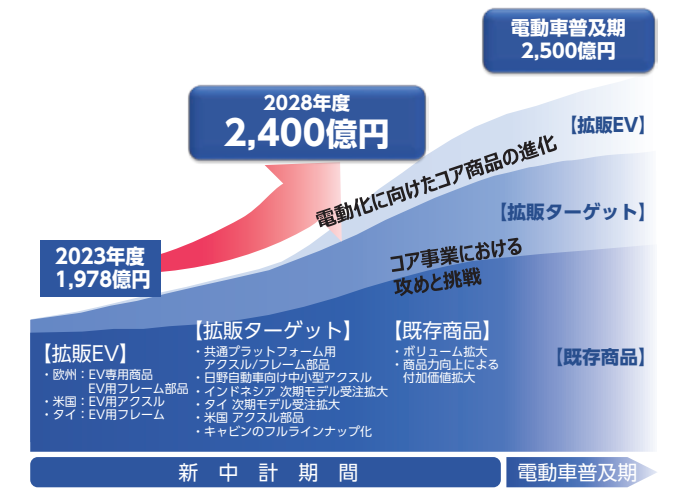 電動車普及期
2,500億円
2028年度
2,400億円
【拡販EV】
電動化に向けたコア商品の進化
【拡販ターゲット】
2023年度
1,978億円
コア事業における
攻めと挑戦
【既存商品】
【拡販EV】
・欧州：EV専用商品
EV用フレーム部品
・米国：EV用アクスル
・タイ：EV用フレーム
【拡販ターゲット】
・共通プラットフォーム用
アクスル/フレーム部品
・日野自動車向け中小型アクスル
・インドネシア 次期モデル受注拡大
・タイ 次期モデル受注拡大
・米国 アクスル部品
・キャビンのフルラインナップ化
【既存商品】
・ボリューム拡大
・商品力向上による
付加価値拡大
新中計期間
電動車普及期